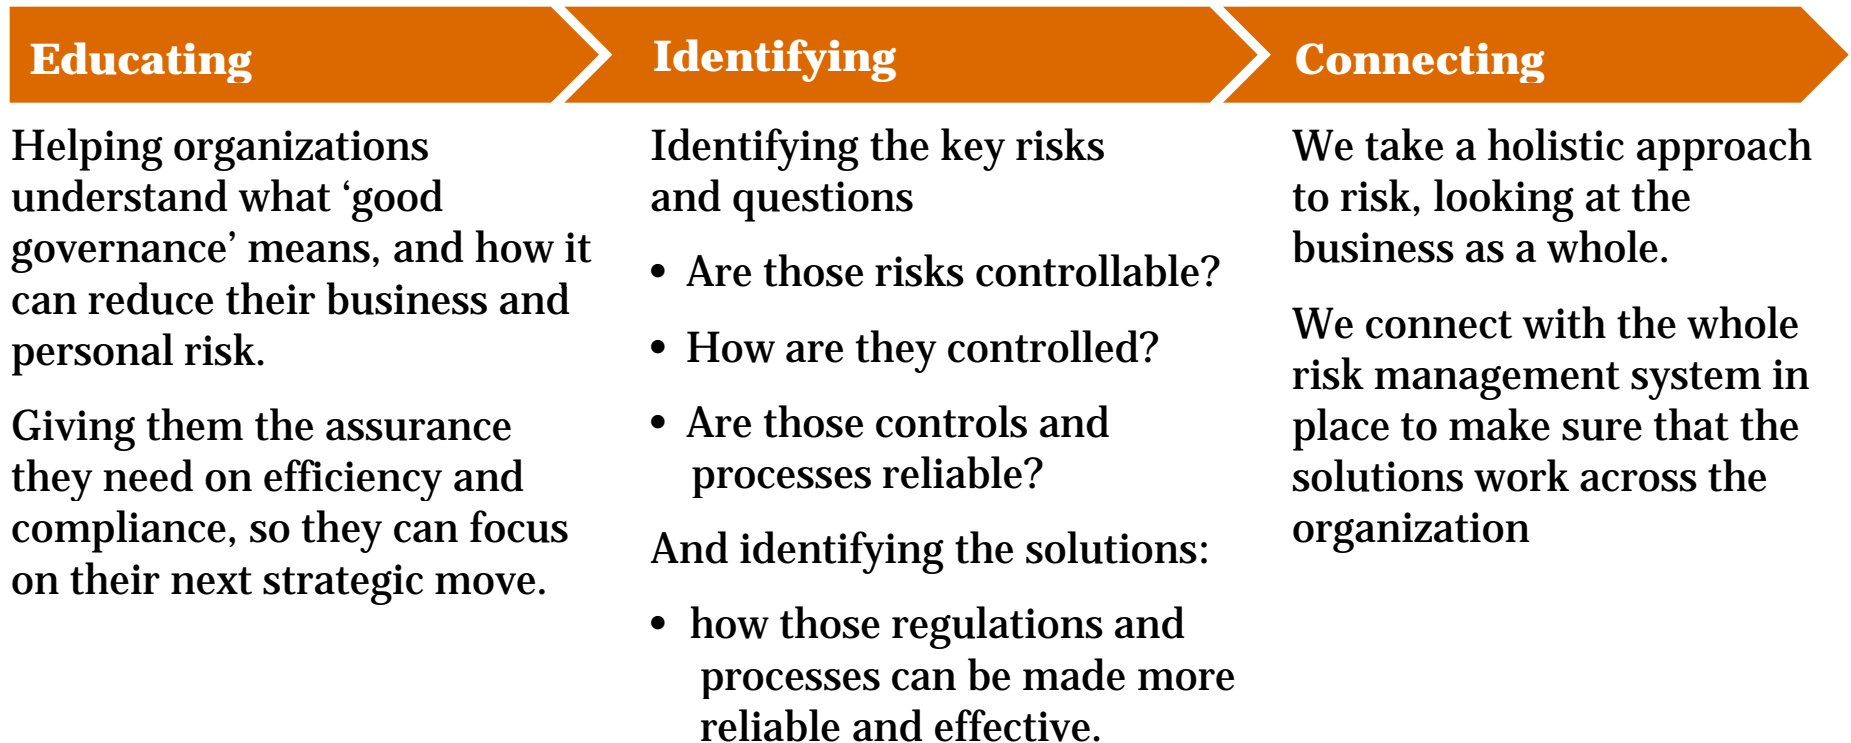 Educating
Helping organizations
understand what ‘good
governance’ means, and how it
can reduce their business and
personal risk.
Giving them the assurance
they need on efficiency and
compliance, so they can focus
on their next strategic move.
Identifying
Identifying the key risks
and questions
• Are those risks controllable?
• How are they controlled?
• Are those controls and
processes reliable?
And identifying the solutions:
• how those regulations and
processes can be made more
reliable and effective.
Connecting
We take a holistic approach
to risk, looking at the
business as a whole.
We connect with the whole
risk management system in
place to make sure that the
solutions work across the
organization